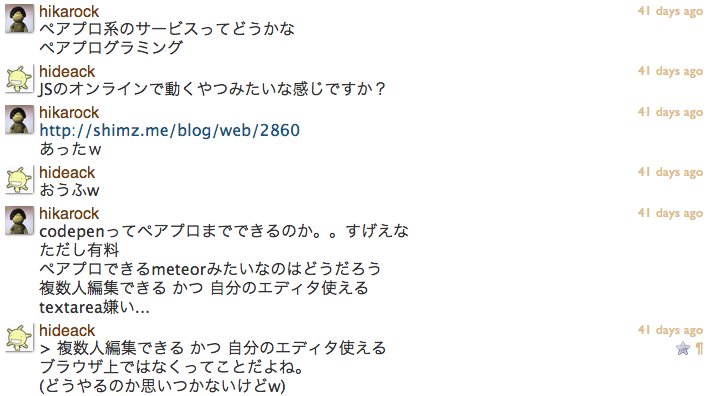 hikarock 41 days ago
ペアプロ系のサービスってどうかな
ペアプログラミング
hideack 41 days ago
JSのオンラインで動くやつみたいな感じですか？
hikarock 41 days ago
http://shimz.me/blog/web/2860
あったｗ
hideack 41 days ago
おうふw
hikarock 41 days ago
codepenってペアプロまでできるのか。。すげえな
ただし有料
ペアプロできるmeteorみたいなのはどうだろう
複数人編集できる かつ 自分のエディタ使える
textarea嫌い...
hideack 41 days ago
> 複数人編集できる かつ 自分のエディタ使える ¶
ブラウザ上ではなくってことだよね。
(どうやるのか思いつかないけどw)